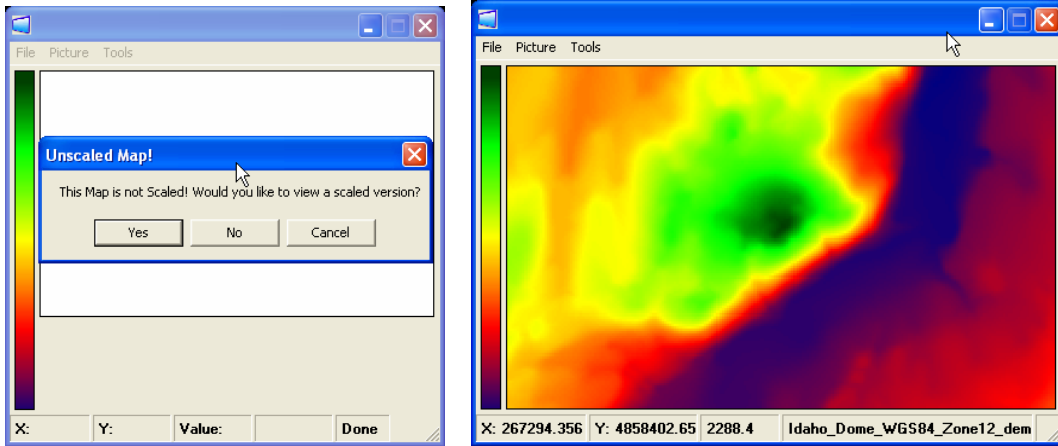 File Picture Tools
Unscaled Map!
This Map is not Scaled! Would you like to view a scaled version?
Yes No Cancel
X: Y: Value: Done
File Picture Tools
X: 267294.356 Y: 4858402.65 2288.4 Idaho_Dome_WGS84_Zone12_dem